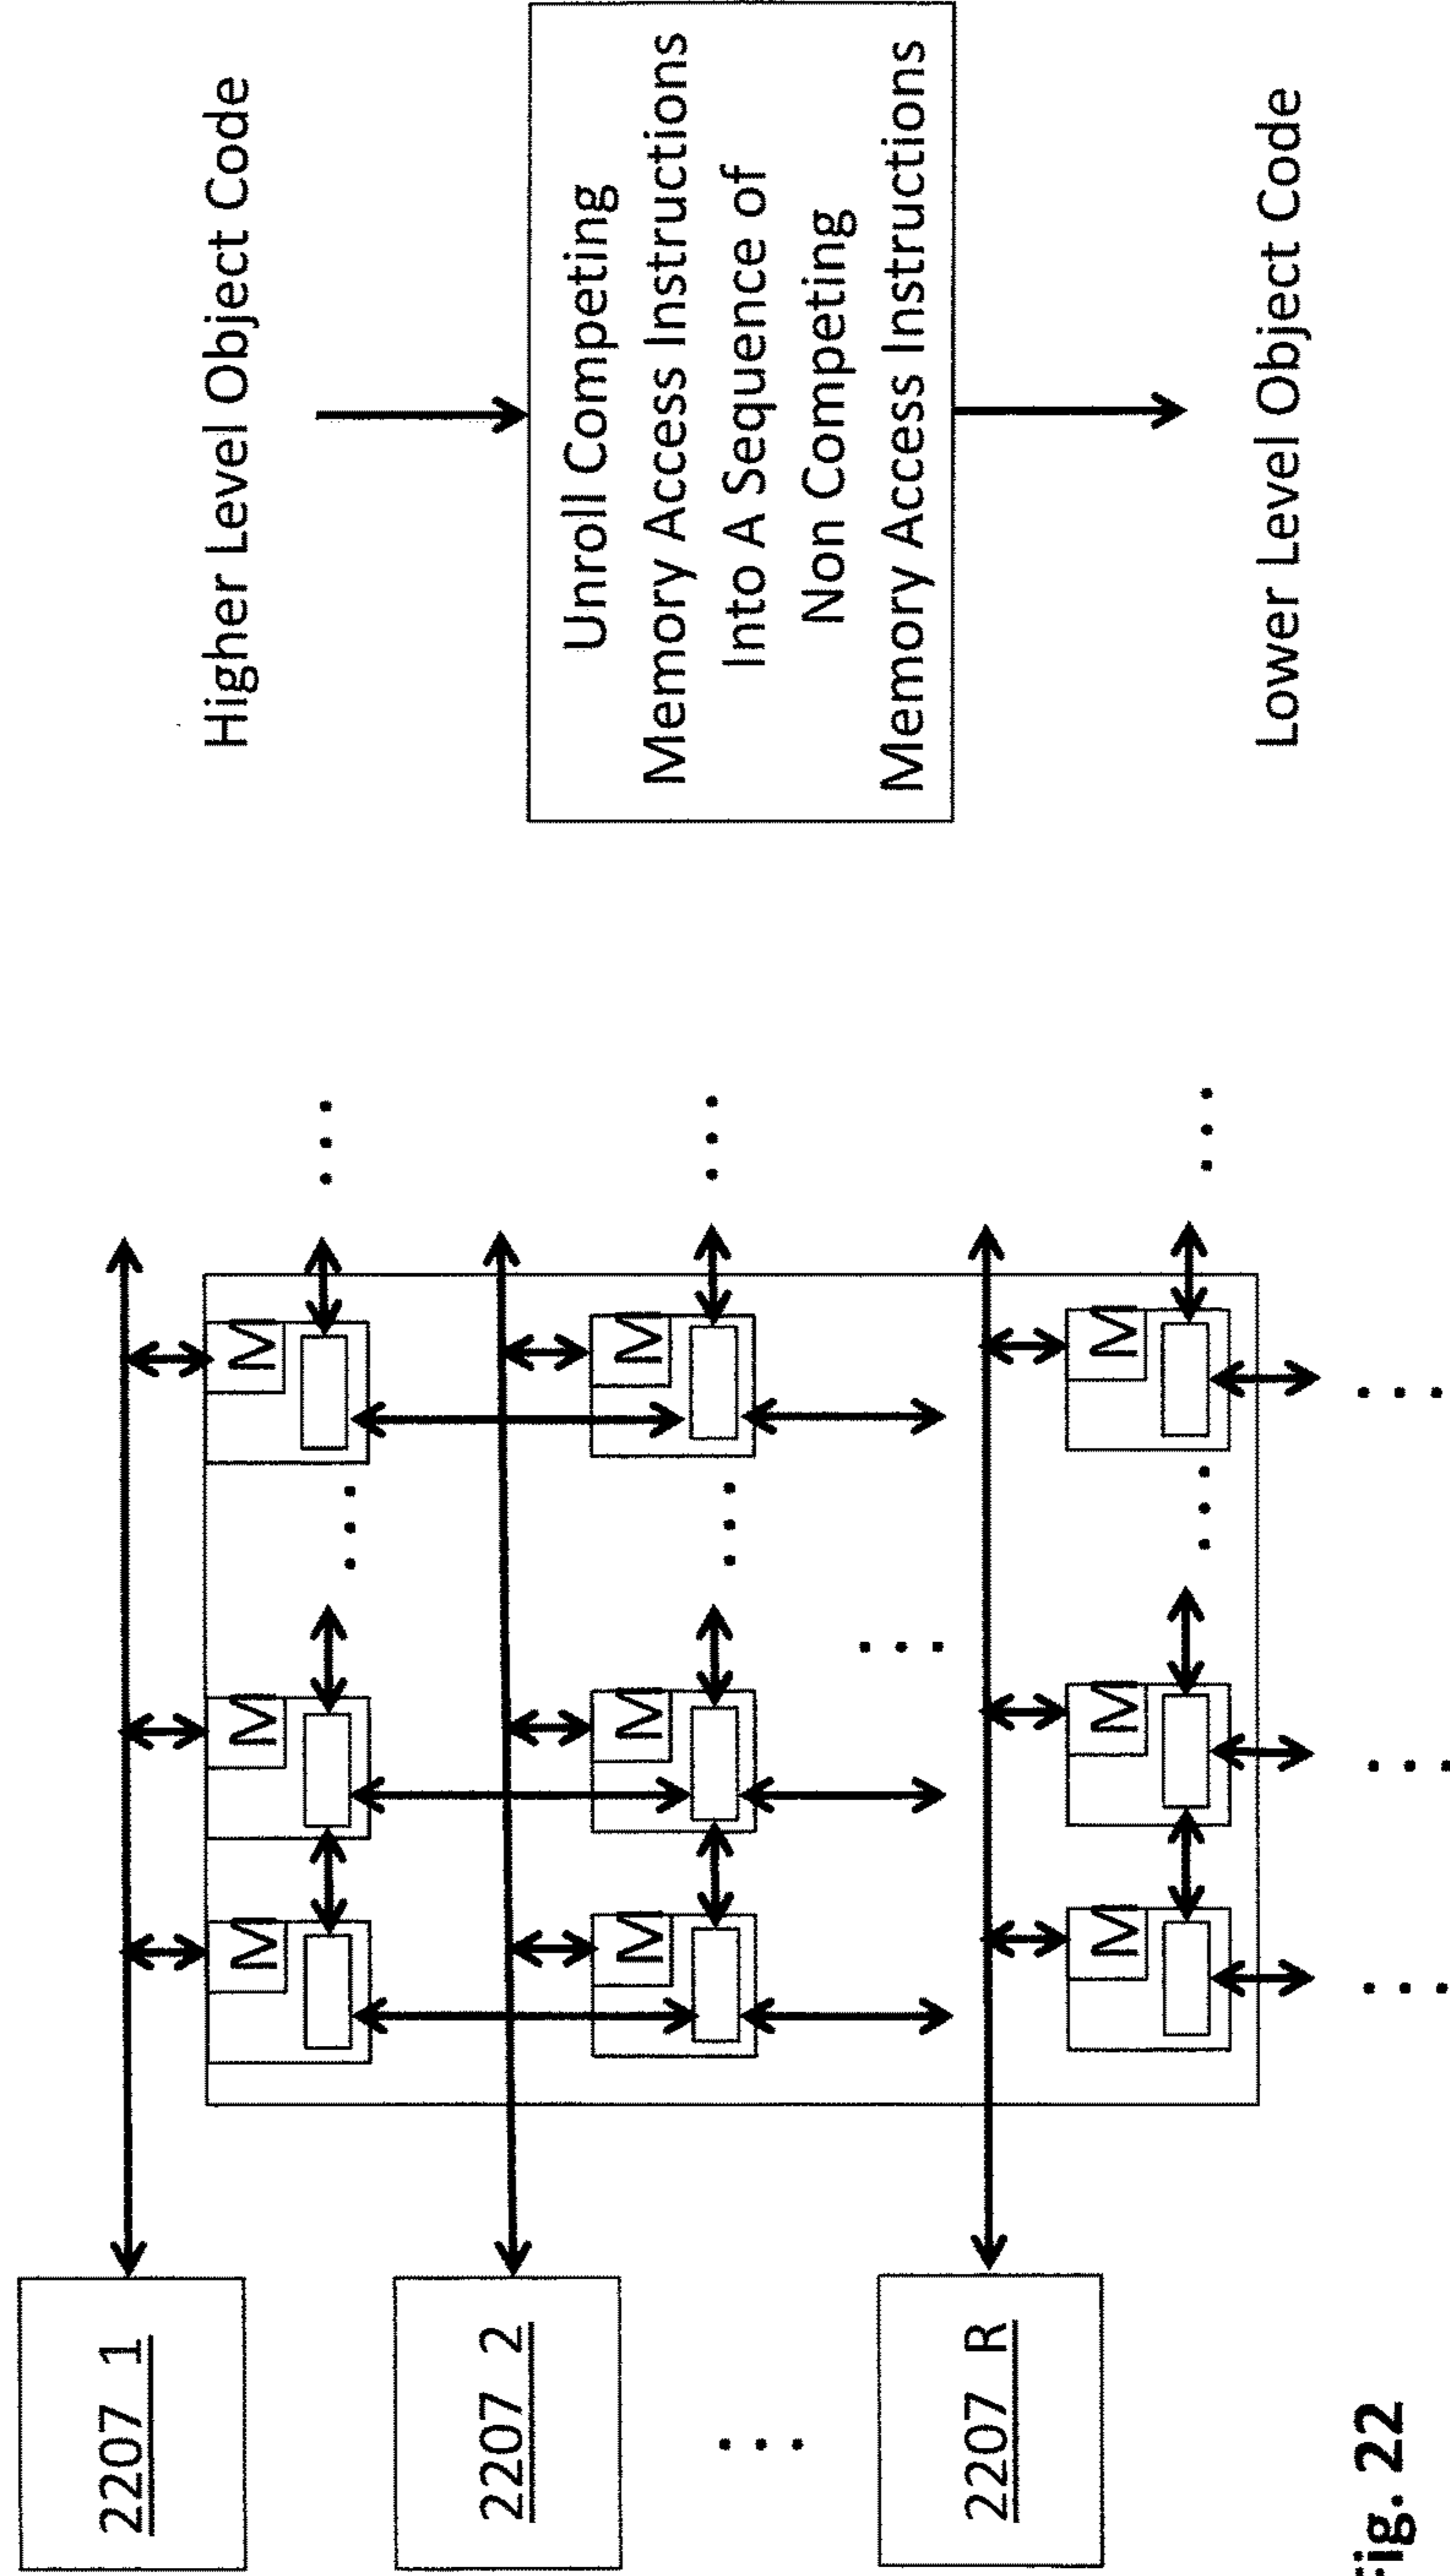 2207_1
2207_2
2207_R
M M M
M M M
M M M
Higher Level Object Code
Unroll Competing
Memory Access Instructions
Into A Sequence of
Non Competing
Memory Access Instructions
Lower Level Object Code
Fig. 22